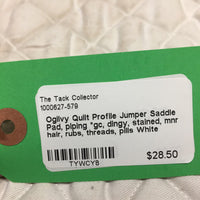 The Tack Collector
1000627-579
Ogilvy Quilt Profile Jumper Saddle
Pad, piping *gc, dingy, stained, mnr
hair, rubs, threads, pills White
$28.50
TYWCY8